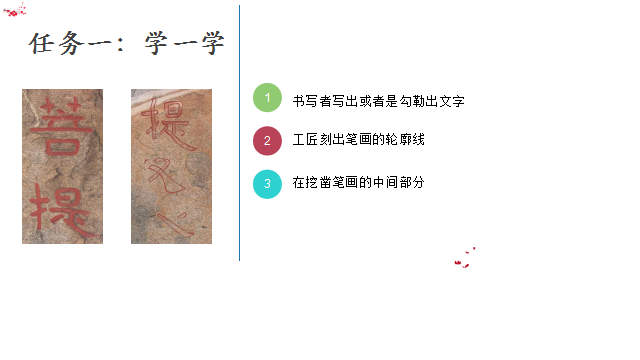 任务一：学一学
菩
提
提
1 书写者写出或者是勾勒出文字
2 工匠刻出笔画的轮廓线
3 在挖凿笔画的中间部分